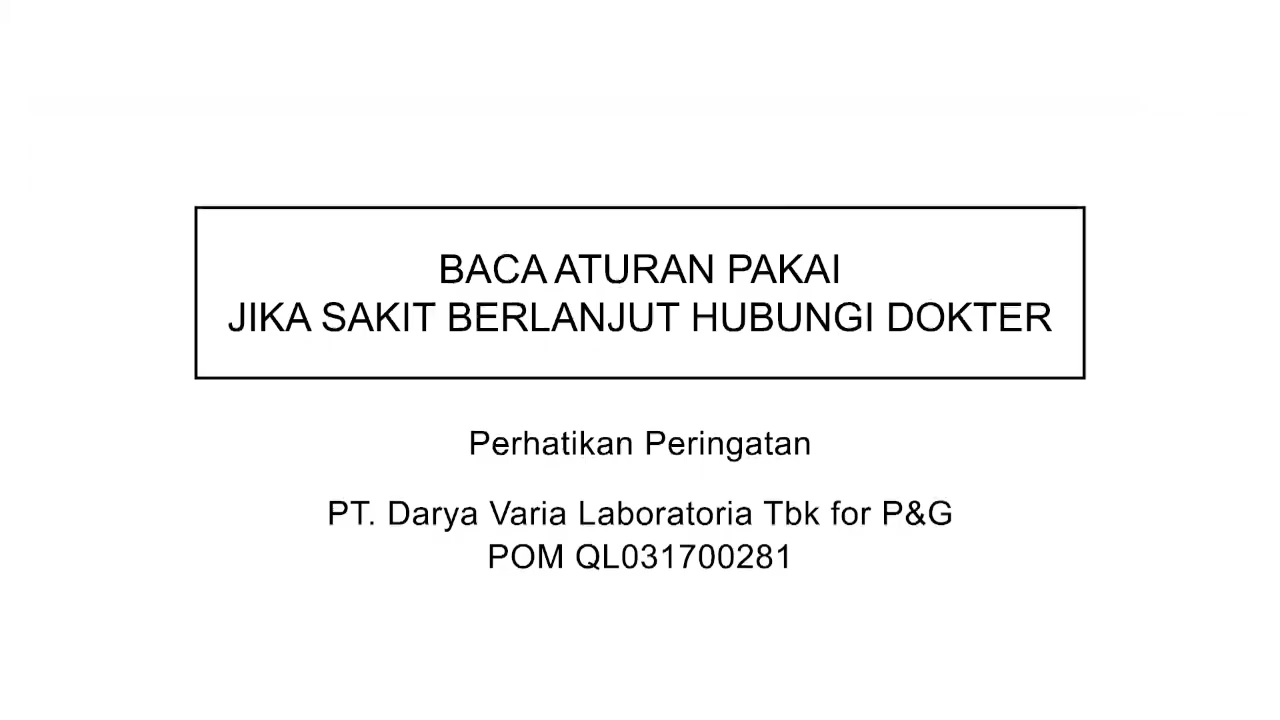 BACA ATURAN PAKAI
JIKA SAKIT BERLANJUT HUBUNGI DOKTER
Perhatikan Peringatan
PT. Darya Varia Laboratoria Tbk for P&G
POM QL031700281